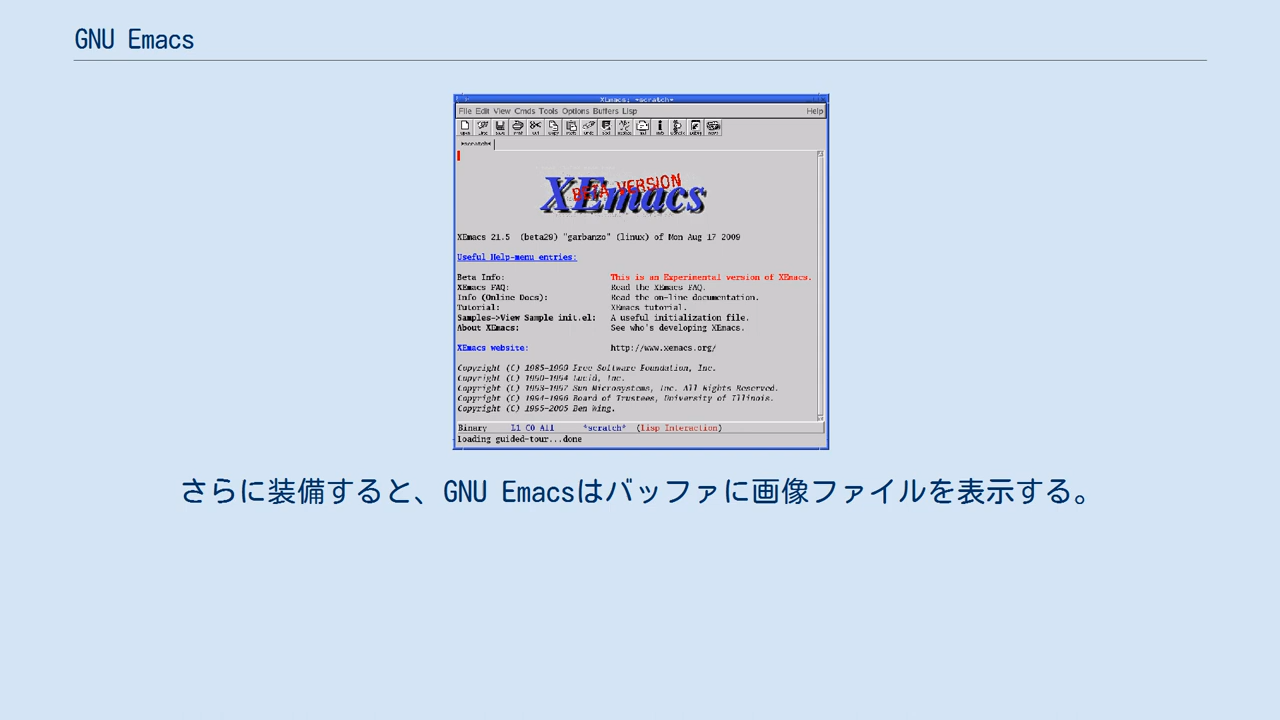 GNU Emacs
XEmacs: *scratch*
File Edit View Cmds Tools Options Buffers Lisp Help
*scratch*
XEmacs
BETA VERSION
XEmacs 21.5 (beta29) "garbanzo" (linux) of Mon Aug 17 2009
Useful Help-menu entries:
Beta Info: This is an Experimental version of XEmacs.
XEmacs FAQ: Read the XEmacs FAQ.
Info (Online Docs): Read the on-line documentation.
Tutorial: XEmacs tutorial.
Samples->View Sample init.el: A useful initialization file.
About XEmacs: See who's developing XEmacs.
XEmacs website: http://www.xemacs.org/
Copyright (C) 1985-1999 Free Software Foundation, Inc.
Copyright (C) 1990-1994 Lucid, Inc.
Copyright (C) 1993-1997 Sun Microsystems, Inc. All Rights Reserved.
Copyright (C) 1994-1996 Board of Trustees, University of Illinois.
Copyright (C) 1995-2005 Ben Wing.
Binary L1 C0 All *scratch* (Lisp Interaction)
loading guided-tour...done
さらに装備すると、GNU Emacsはバッファに画像ファイルを表示する。